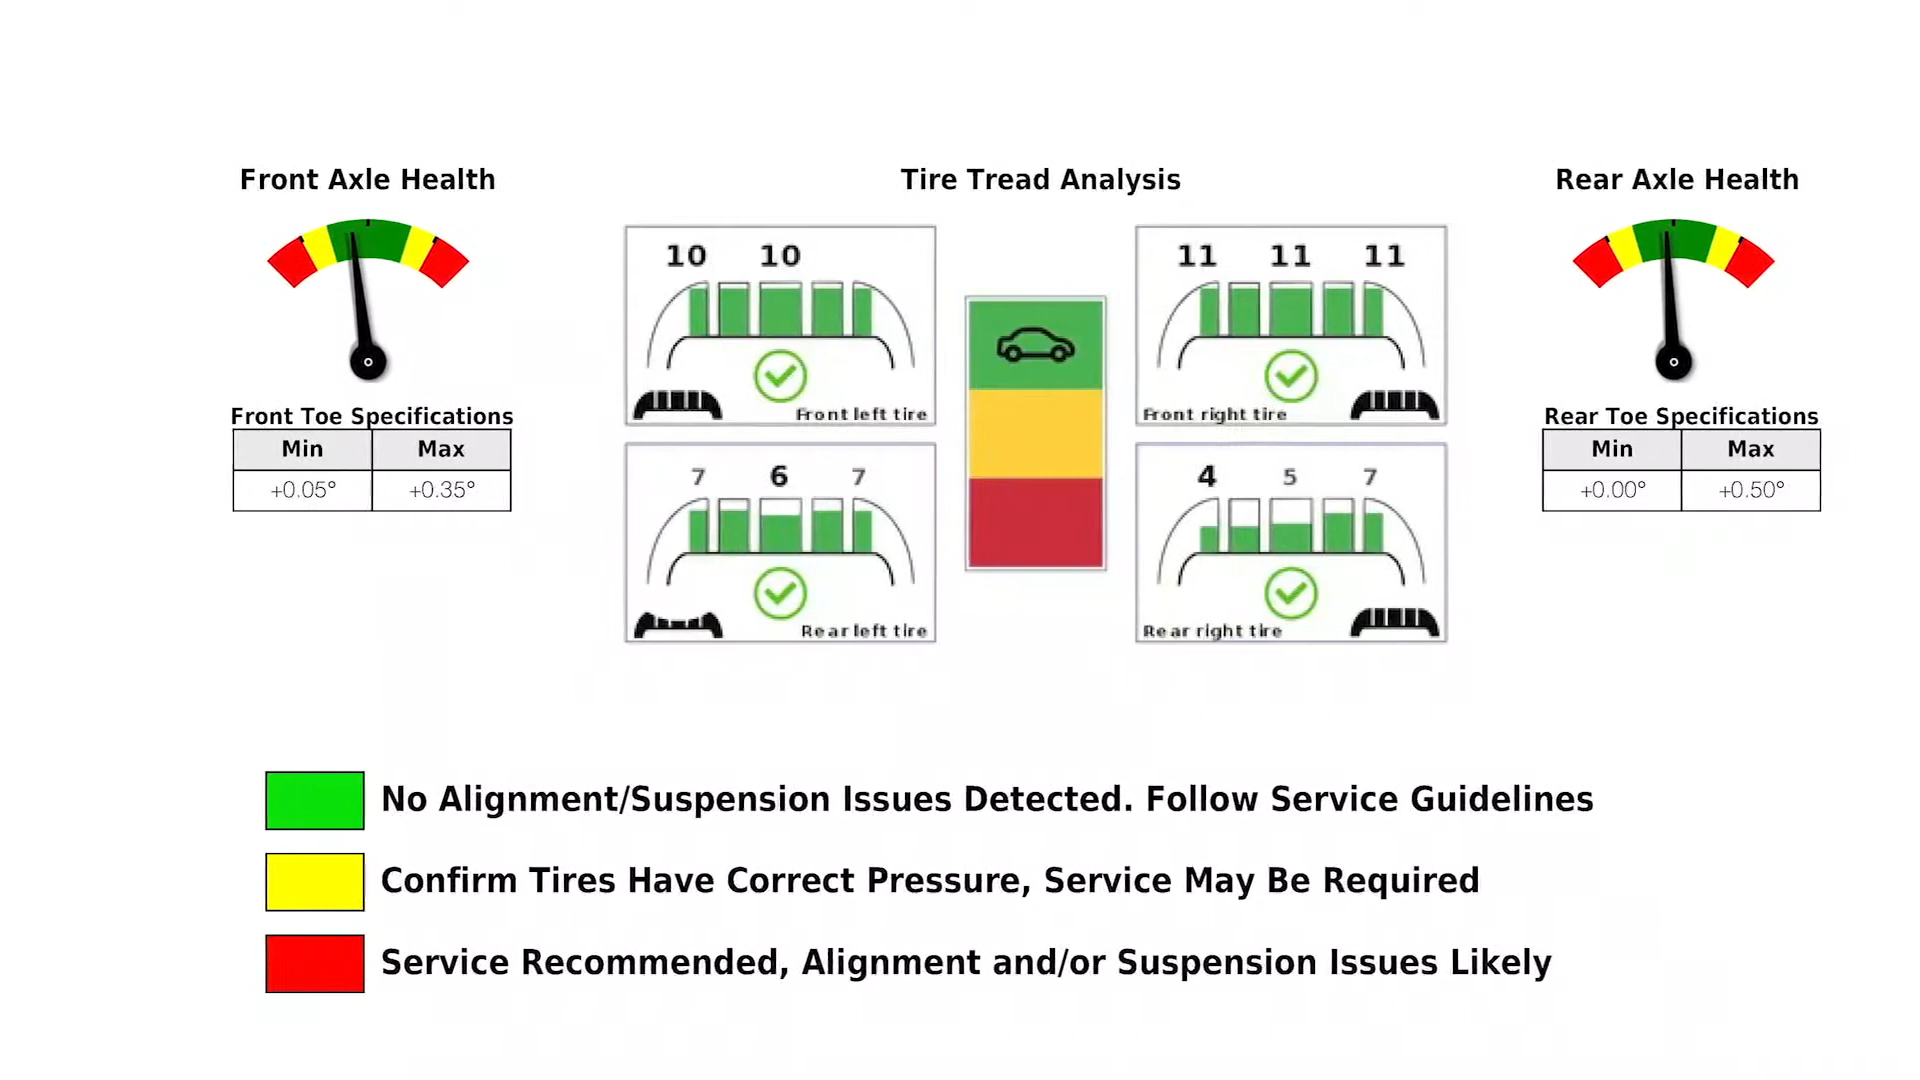 Front Axle Health
Front Toe Specifications
Min Max
+0.05° +0.35°
Tire Tread Analysis
10 10
Front left tire
11 11 11
Front right tire
7 6 7
Rear left tire
4 5 7
Rear right tire
Rear Axle Health
Rear Toe Specifications
Min Max
+0.00° +0.50°
No Alignment/Suspension Issues Detected. Follow Service Guidelines
Confirm Tires Have Correct Pressure, Service May Be Required
Service Recommended, Alignment and/or Suspension Issues Likely